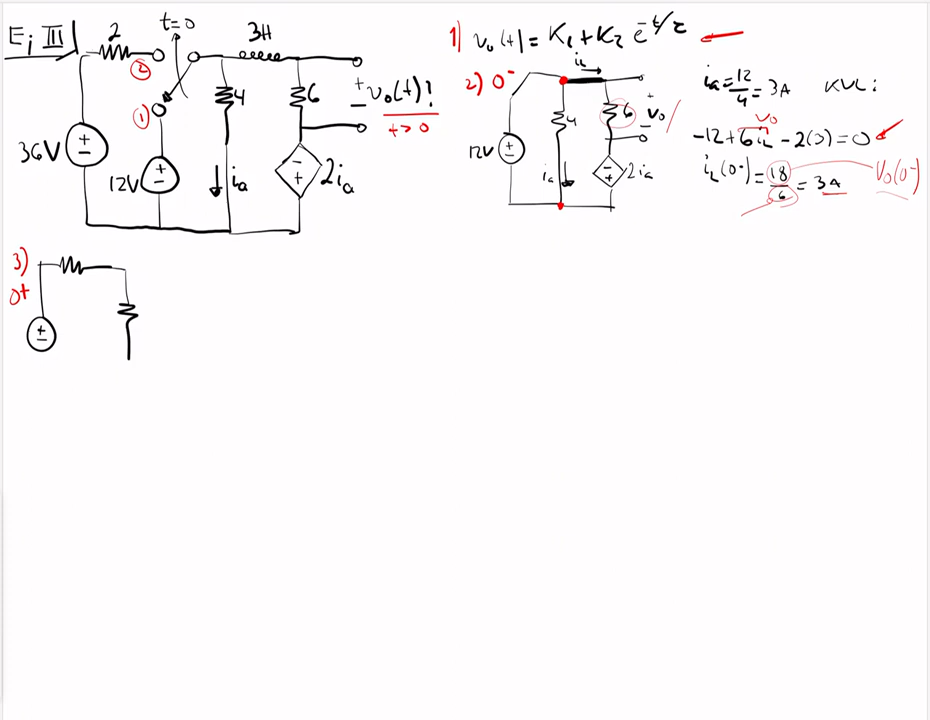 Ej III
t=0
2
3H
②
①
4
6
+ v₀(t)!
−
t>0
36V
+
−
12V
+
−
ia
−
+
2ia
1) v₀(t) = K₁ + K₂ e^-t/τ
2) 0⁻
iL
4
6
+
v₀
−
12V
+
−
ia
−
+
2ia
ia = 12/4 = 3A KVL:
v₀
-12 + 6iL - 2(3) = 0
iL(0-) = 18/6 = 3A
V₀(0-)
3)
0+
+
−